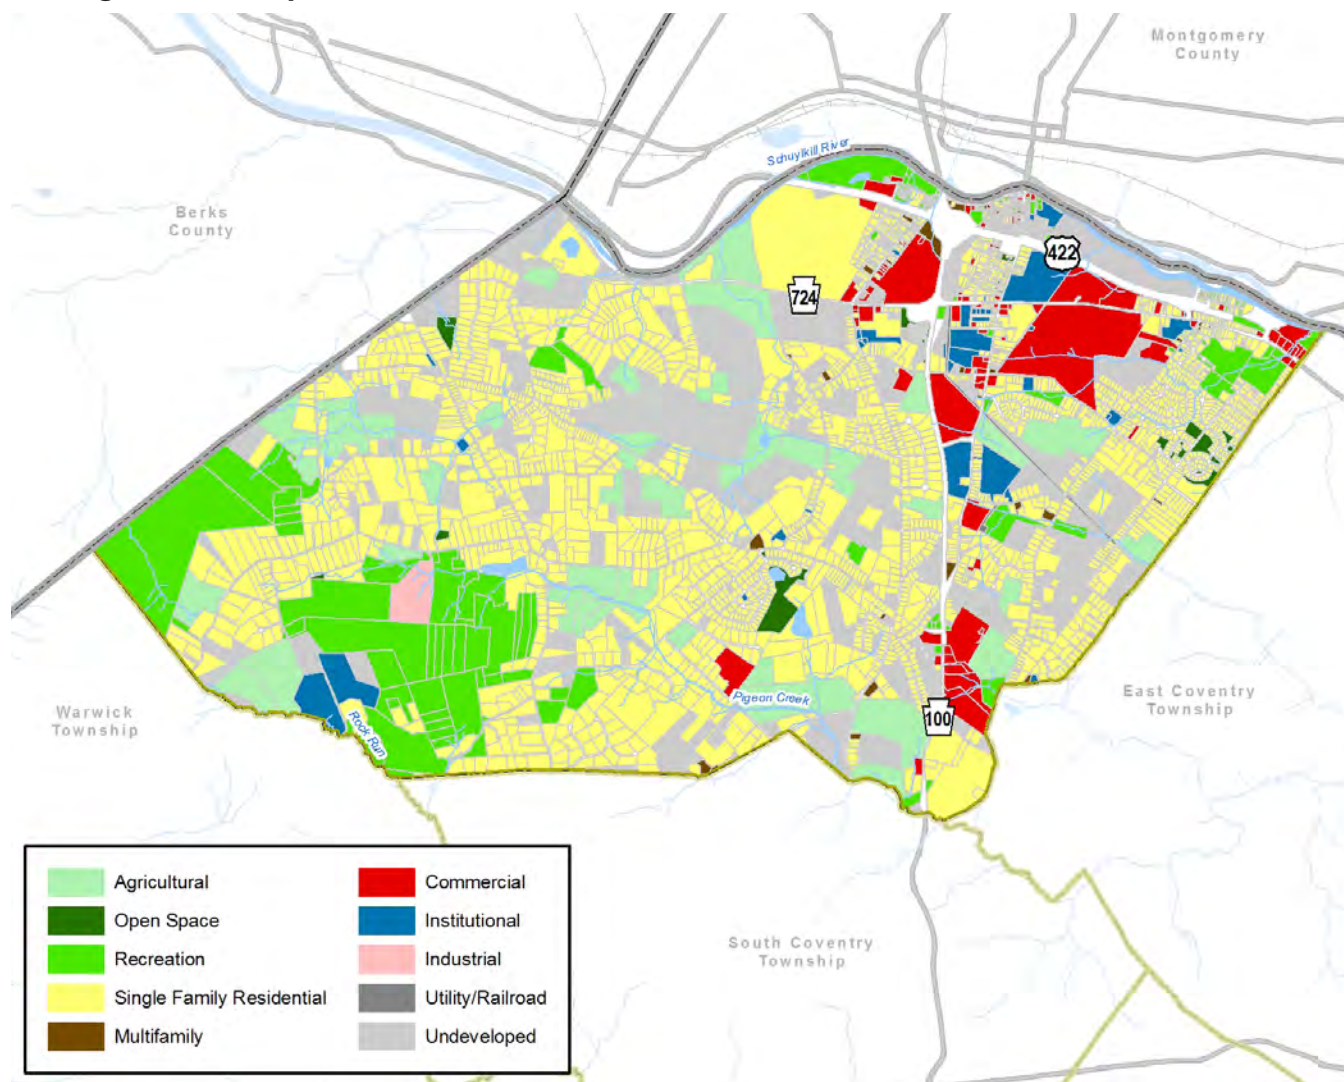 Montgomery
County
Schuylkill River
Berks
County
422
724
East Coventry
Township
Pigeon Creek
100
Warwick
Township
Rock Run
Agricultural
Open Space
Recreation
Single Family Residential
Multifamily
Commercial
Institutional
Industrial
Utility/Railroad
Undeveloped
South Coventry
Township